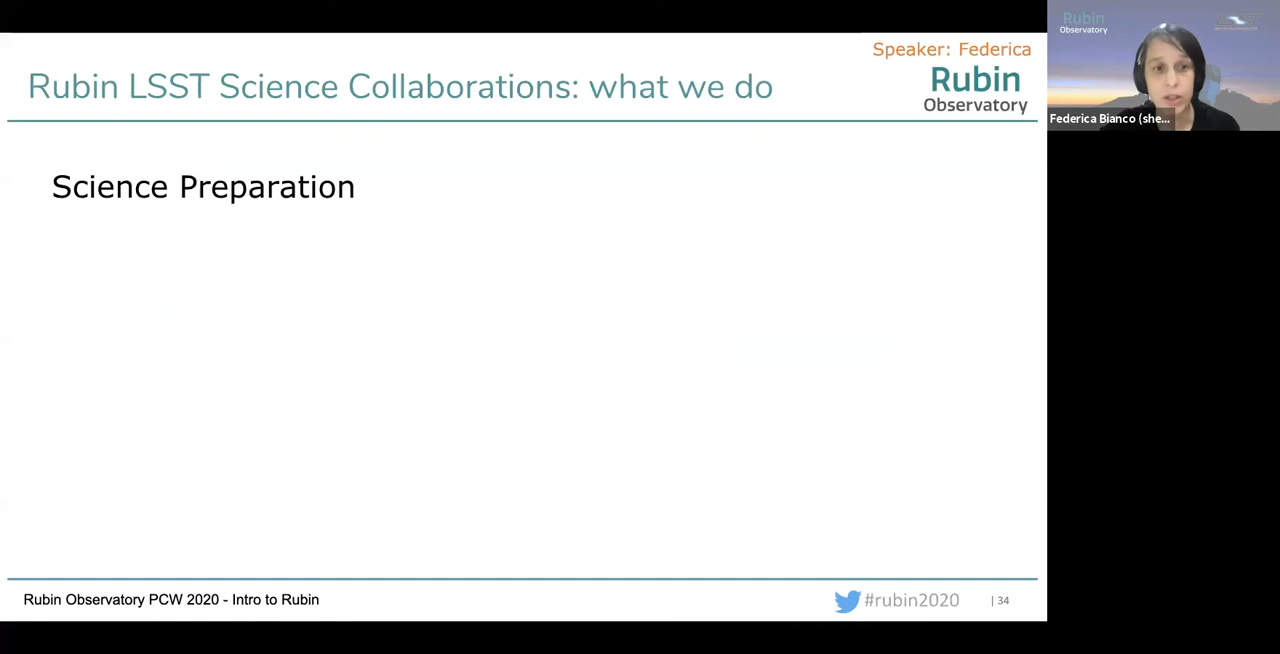 Speaker: Federica
Rubin LSST Science Collaborations: what we do
Rubin
Observatory
Science Preparation
Rubin Observatory PCW 2020 - Intro to Rubin
#rubin2020
| 34
Rubin
Observatory
Federica Bianco (she...